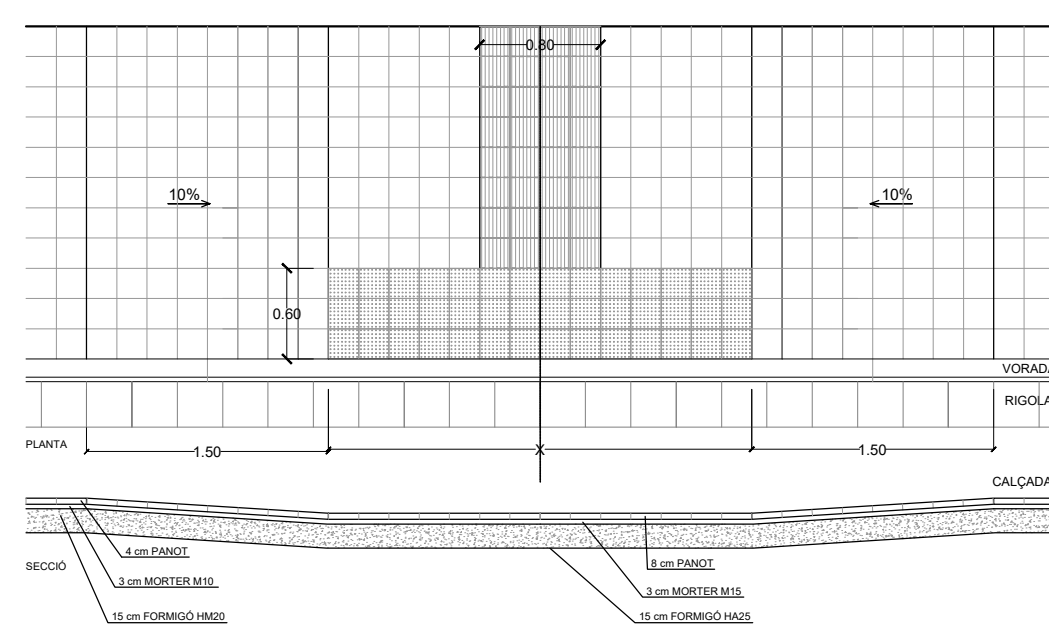 0.80
10%
10%
0.60
VORADA
RIGOLA
PLANTA
1.50
X
1.50
CALÇADA
4 cm PANOT
8 cm PANOT
SECCIÓ
3 cm MORTER M10
3 cm MORTER M15
15 cm FORMIGÓ HM20
15 cm FORMIGÓ HA25